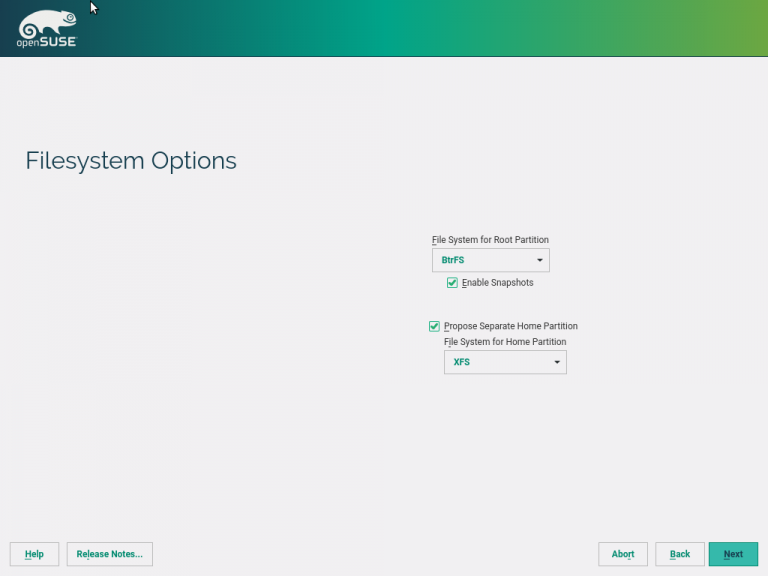 openSUSE
Filesystem Options
File System for Root Partition
BtrFS
Enable Snapshots
Propose Separate Home Partition
File System for Home Partition
XFS
Help
Release Notes...
Abort
Back
Next